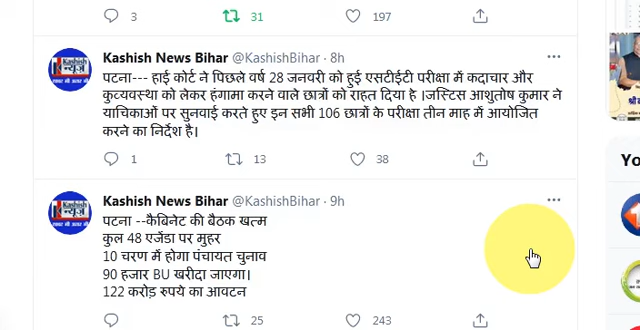 3 31 197
Kashish News Bihar @KashishBihar · 8h
पटना--- हाई कोर्ट ने पिछले वर्ष 28 जनवरी को हुई एसटीईटी परीक्षा में कदाचार और
कुव्यवस्था को लेकर हंगामा करने वाले छात्रों को राहत दिया है ।जस्टिस आशुतोष कुमार ने
याचिकाओं पर सुनवाई करते हुए इन सभी 106 छात्रों के परीक्षा तीन माह में आयोजित
करने का निर्देश है।
1 13 38
Kashish News Bihar @KashishBihar · 9h
पटना --कैबिनेट की बैठक खत्म
कुल 48 एजेंडा पर मुहर
10 चरण में होगा पंचायत चुनाव
90 हजार BU खरीदा जाएगा।
122 करोड़ रुपये का आवटन
25 243
Yo